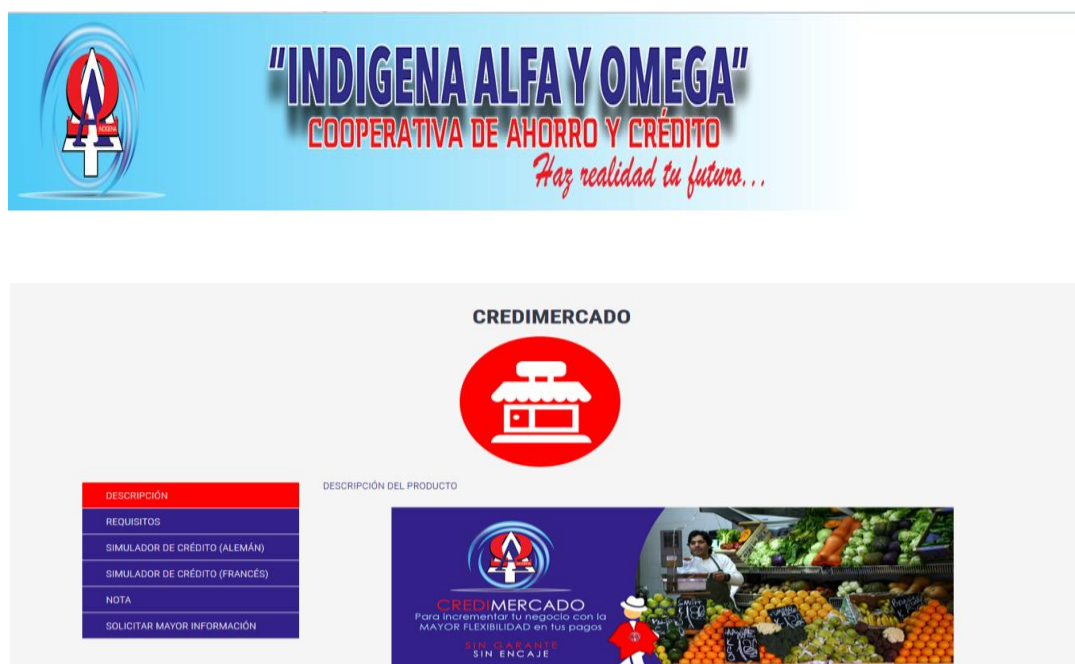 "INDIGENA ALFA Y OMEGA"
COOPERATIVA DE AHORRO Y CRÉDITO
Haz realidad tu futuro...
INDIGENA
CREDIMERCADO
DESCRIPCIÓN
REQUISITOS
SIMULADOR DE CRÉDITO (ALEMÁN)
SIMULADOR DE CRÉDITO (FRANCÉS)
NOTA
SOLICITAR MAYOR INFORMACIÓN
DESCRIPCIÓN DEL PRODUCTO
CREDIMERCADO
Para incrementar tu negocio con la
MAYOR FLEXIBILIDAD en tus pagos
SIN GARANTE
SIN ENCAJE